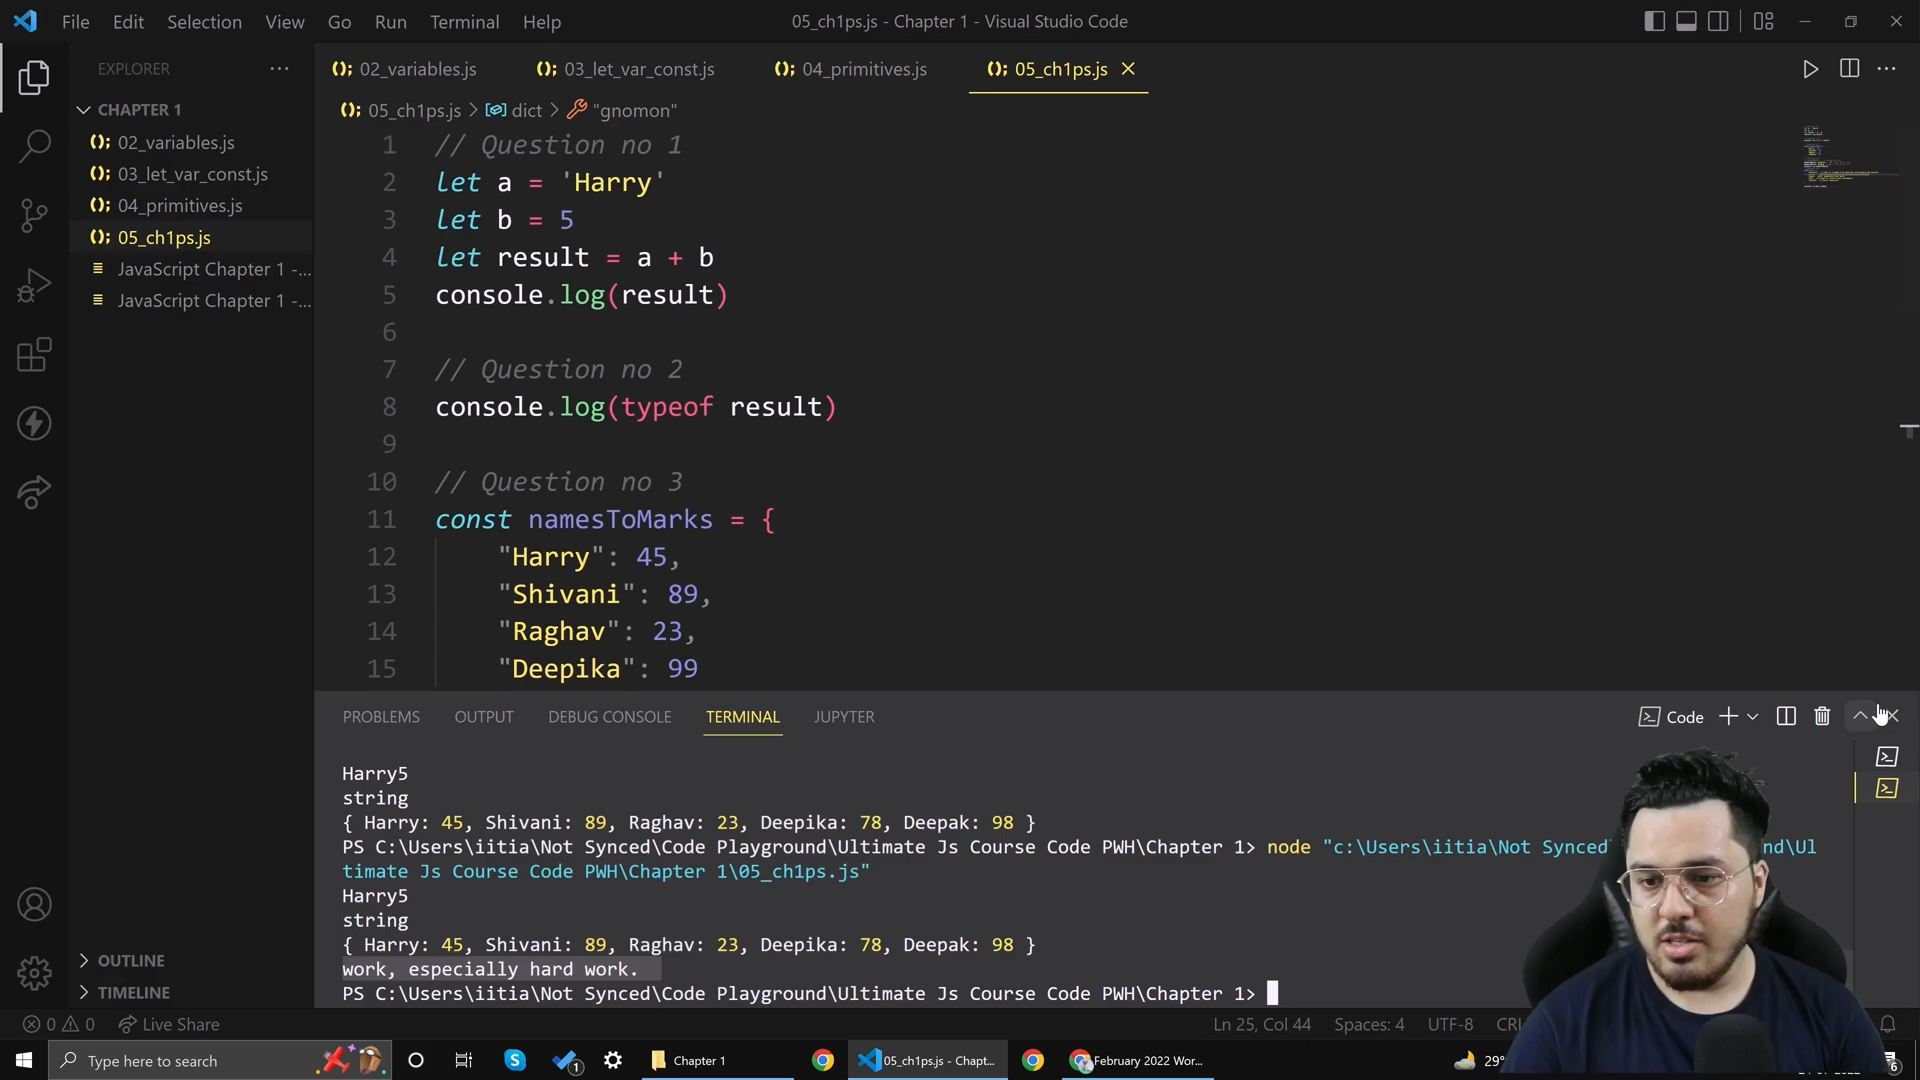 File Edit Selection View Go Run Terminal Help
05_ch1ps.js - Chapter 1 - Visual Studio Code
EXPLORER
02_variables.js
03_let_var_const.js
04_primitives.js
05_ch1ps.js
CHAPTER 1
02_variables.js
03_let_var_const.js
04_primitives.js
05_ch1ps.js
JavaScript Chapter 1 -...
JavaScript Chapter 1 -...
OUTLINE
TIMELINE
05_ch1ps.js > dict > "gnomon"
1 // Question no 1
2 let a = 'Harry'
3 let b = 5
4 let result = a + b
5 console.log(result)
6
7 // Question no 2
8 console.log(typeof result)
9
10 // Question no 3
11 const namesToMarks = {
12 "Harry": 45,
13 "Shivani": 89,
14 "Raghav": 23,
15 "Deepika": 99
PROBLEMS OUTPUT DEBUG CONSOLE TERMINAL JUPYTER
Code
Harry5
string
{ Harry: 45, Shivani: 89, Raghav: 23, Deepika: 78, Deepak: 98 }
PS C:\Users\iitia\Not Synced\Code Playground\Ultimate Js Course Code PWH\Chapter 1> node "c:\Users\iitia\Not Synced nd\Ul
timate Js Course Code PWH\Chapter 1\05_ch1ps.js"
Harry5
string
{ Harry: 45, Shivani: 89, Raghav: 23, Deepika: 78, Deepak: 98 }
work, especially hard work.
PS C:\Users\iitia\Not Synced\Code Playground\Ultimate Js Course Code PWH\Chapter 1>
0 0 Live Share
Ln 25, Col 44 Spaces: 4 UTF-8
Type here to search
1
Chapter 1
05_ch1ps.js - Chapt...
February 2022 Wor...
29°